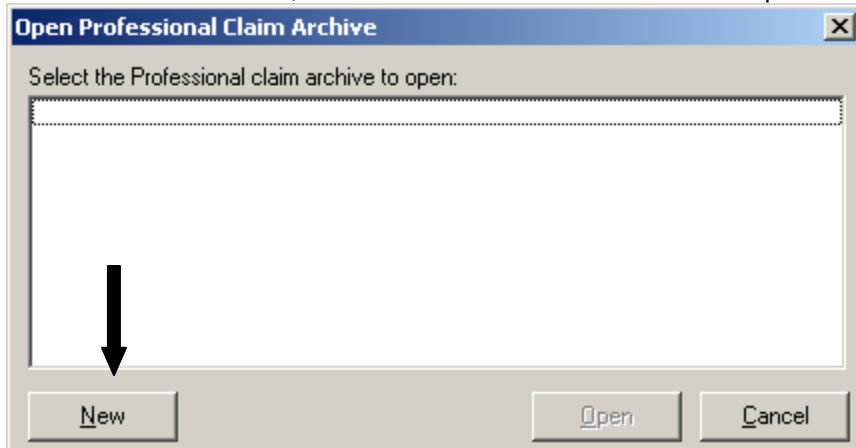 Open Professional Claim Archive
Select the Professional claim archive to open:
New
Open
Cancel